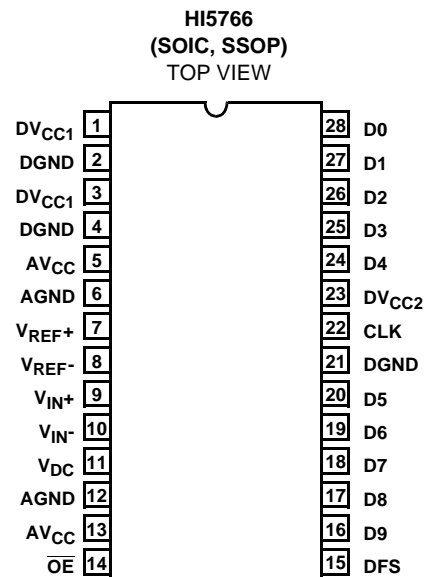 HI5766
(SOIC, SSOP)
TOP VIEW
DVCC1 1 28 D0
DGND 2 27 D1
DVCC1 3 26 D2
DGND 4 25 D3
AVCC 5 24 D4
AGND 6 23 DVCC2
VREF+ 7 22 CLK
VREF- 8 21 DGND
VIN+ 9 20 D5
VIN- 10 19 D6
VDC 11 18 D7
AGND 12 17 D8
AVCC 13 16 D9
O̅E̅ 14 15 DFS